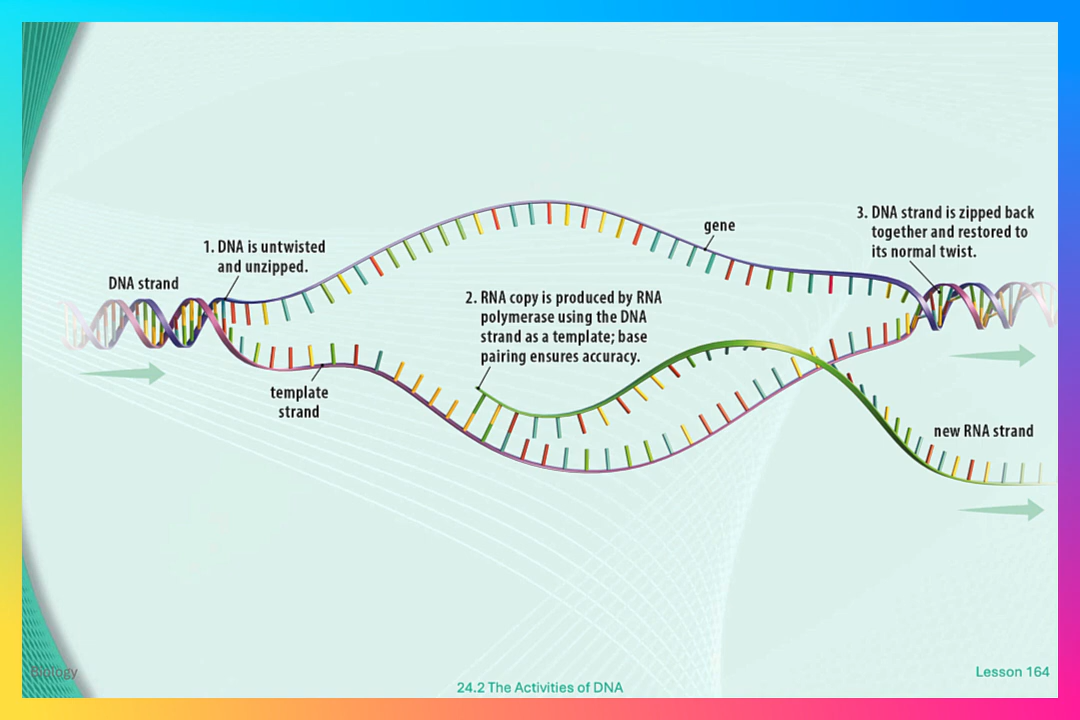 1. DNA is untwisted
and unzipped.
DNA strand
gene
3. DNA strand is zipped back
together and restored to
its normal twist.
2. RNA copy is produced by RNA
polymerase using the DNA
strand as a template; base
pairing ensures accuracy.
template
strand
new RNA strand
Biology
24.2 The Activities of DNA
Lesson 164